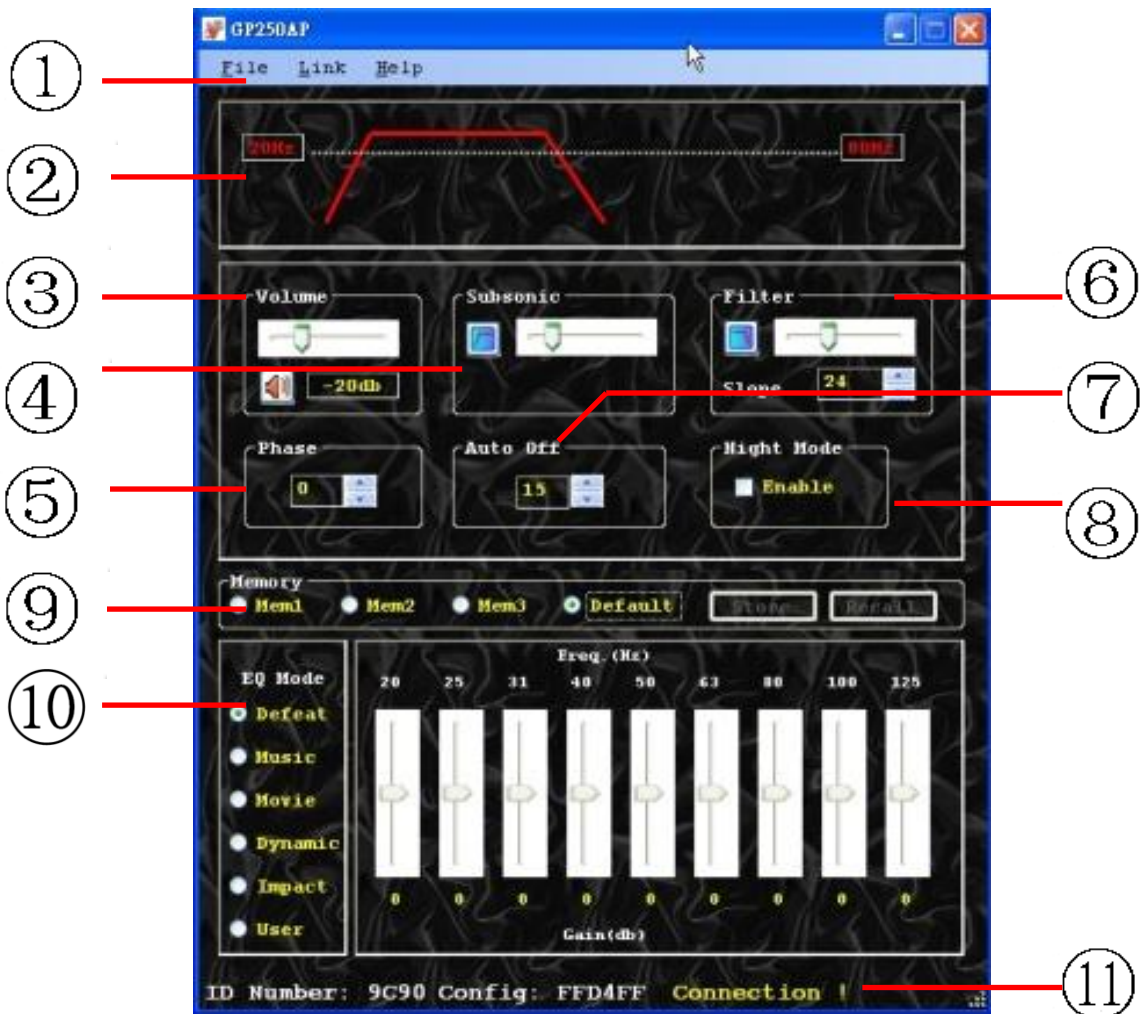 GP250AP
① File Link Help
② 20Hz 80Hz
③ Volume Subsonic Filter ⑥
-20db Slope 24
④ ⑦
Phase Auto Off Night Mode
⑤ 0 15 Enable ⑧
Memory
⑨ Mem1 Mem2 Mem3 Default Store Recall
Freq.(Hz)
EQ Mode 20 25 31 40 50 63 80 100 125
⑩ Defeat
Music
Movie
Dynamic
Impact
0 0 0 0 0 0 0 0 0
User
Gain(db)
ID Number: 9C90 Config: FFD4FF Connection ! ⑪